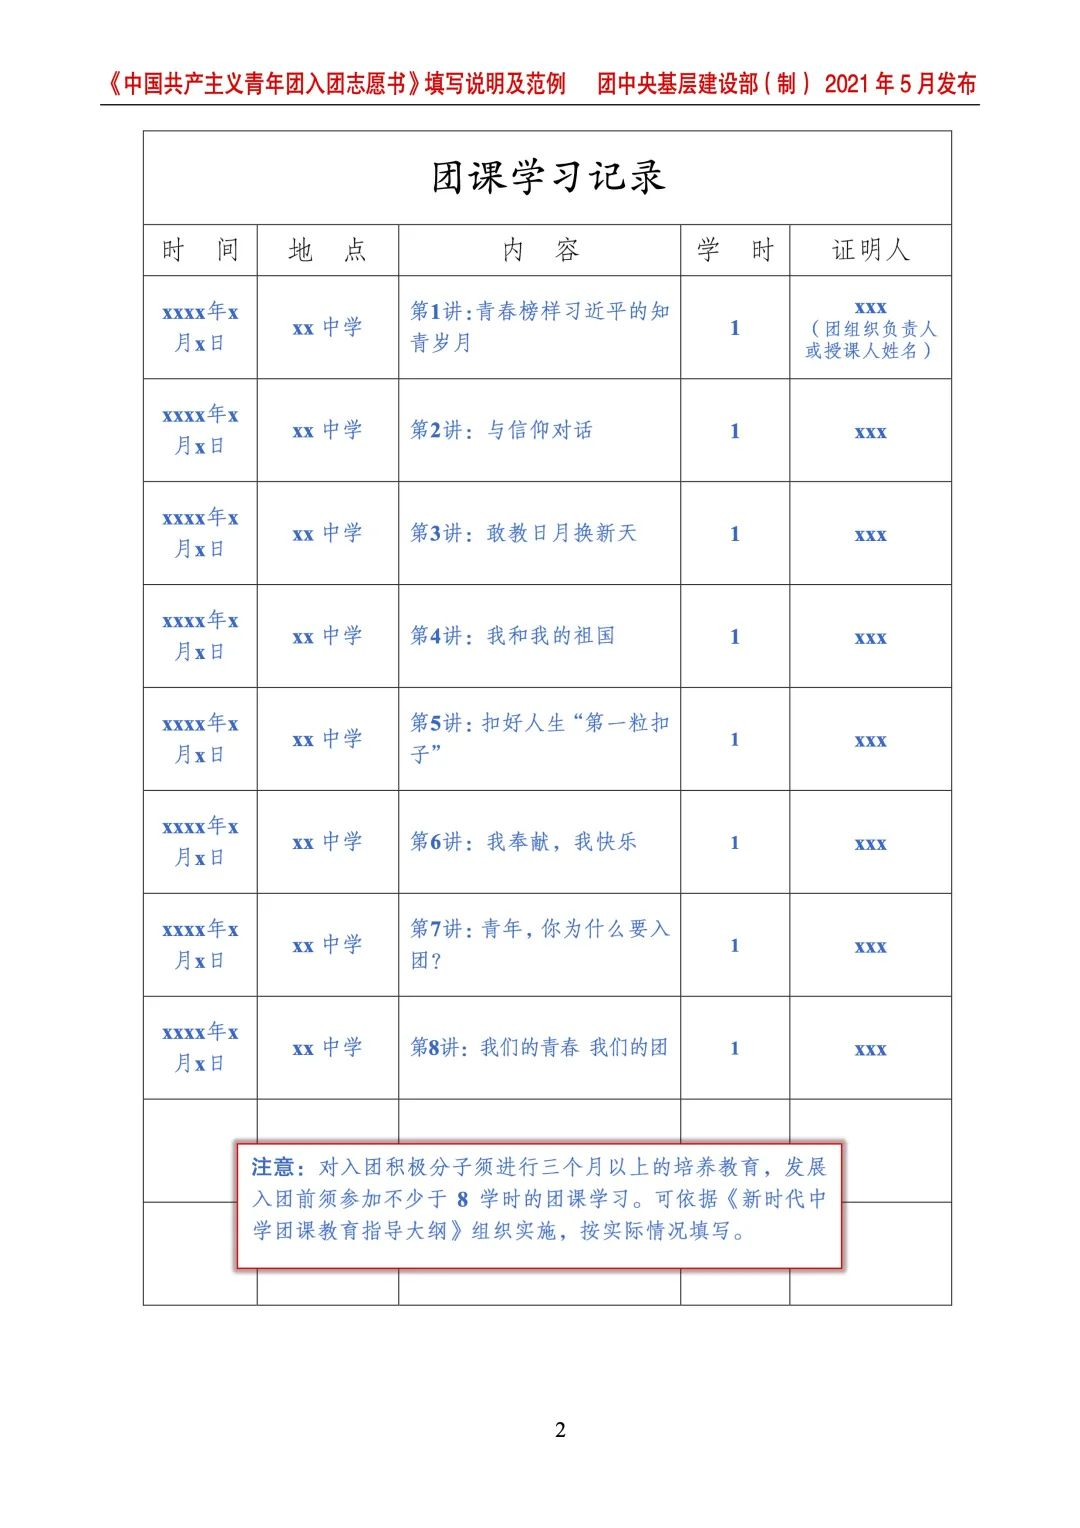 《中国共产主义青年团入团志愿书》填写说明及范例 团中央基层建设部（制） 2021 年 5 月发布
团课学习记录
时 间 地 点 内 容 学 时 证明人
xxxx年x
月x日
xx 中学
第1讲：青春榜样习近平的知
青岁月
1
xxx
（团组织负责人
或授课人姓名）
xxxx年x
月x日
xx 中学
第2讲：与信仰对话
1
xxx
xxxx年x
月x日
xx 中学
第3讲：敢教日月换新天
1
xxx
xxxx年x
月x日
xx 中学
第4讲：我和我的祖国
1
xxx
xxxx年x
月x日
xx 中学
第5讲：扣好人生“第一粒扣
子”
1
xxx
xxxx年x
月x日
xx 中学
第6讲：我奉献，我快乐
1
xxx
xxxx年x
月x日
xx 中学
第7讲：青年，你为什么要入
团？
1
xxx
xxxx年x
月x日
xx 中学
第8讲：我们的青春 我们的团
1
xxx
注意：对入团积极分子须进行三个月以上的培养教育，发展
入团前须参加不少于 8 学时的团课学习。可依据《新时代中
学团课教育指导大纲》组织实施，按实际情况填写。
2